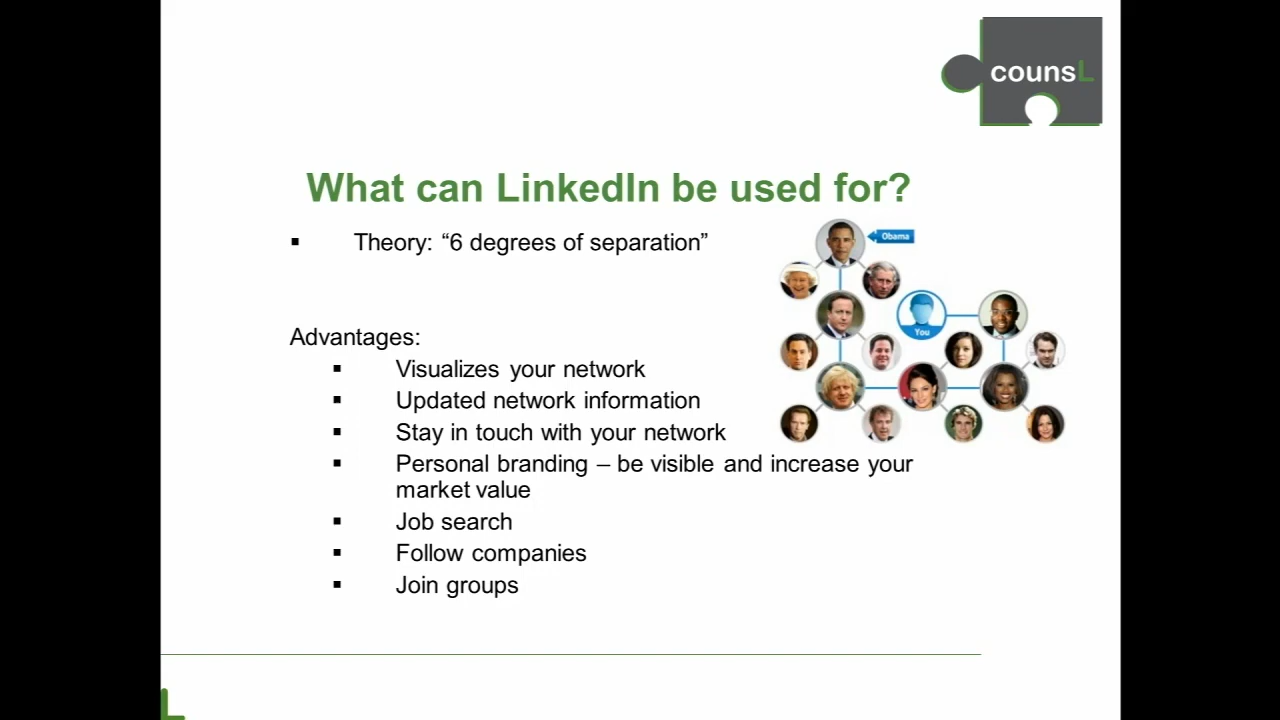 counsL
What can LinkedIn be used for?
▪ Theory: “6 degrees of separation”
Obama
You
Advantages:
▪ Visualizes your network
▪ Updated network information
▪ Stay in touch with your network
▪ Personal branding – be visible and increase your
market value
▪ Job search
▪ Follow companies
▪ Join groups
L